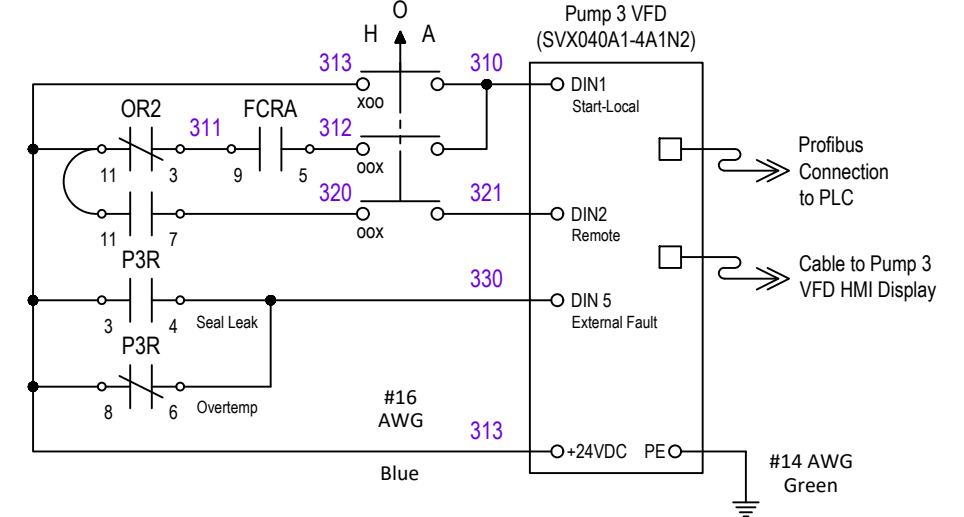 O
Pump 3 VFD
(SVX040A1-4A1N2)
H A
313 310
DIN1
xoo
Start-Local
OR2 FCRA
311 312
11 3 9 5
oox
Profibus
Connection
to PLC
320 321
DIN2
oox
Remote
11 7
P3R
330
Cable to Pump 3
VFD HMI Display
DIN 5
3 4 Seal Leak
External Fault
P3R
8 6 Overtemp
#16
AWG
313
+24VDC PE
Blue
#14 AWG
Green